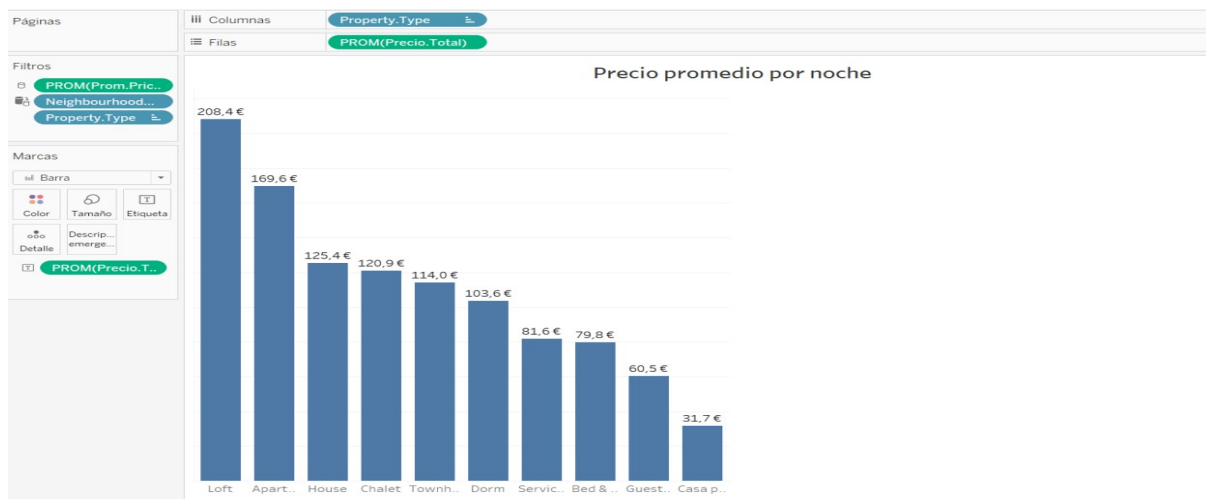 Páginas
Columnas
Property.Type
Filas
PROM(Precio.Total)
Filtros
PROM(Prom.Pric..
Neighbourhood...
Property.Type
Marcas
Barra
Color
Tamaño
Etiqueta
Detalle
Descrip...
emerge...
PROM(Precio.T..
Precio promedio por noche
208,4 €
169,6 €
125,4 €
120,9 €
114,0 €
103,6 €
81,6 €
79,8 €
60,5 €
31,7 €
Loft Apart.. House Chalet Townh.. Dorm Servic.. Bed & .. Guest.. Casa p..